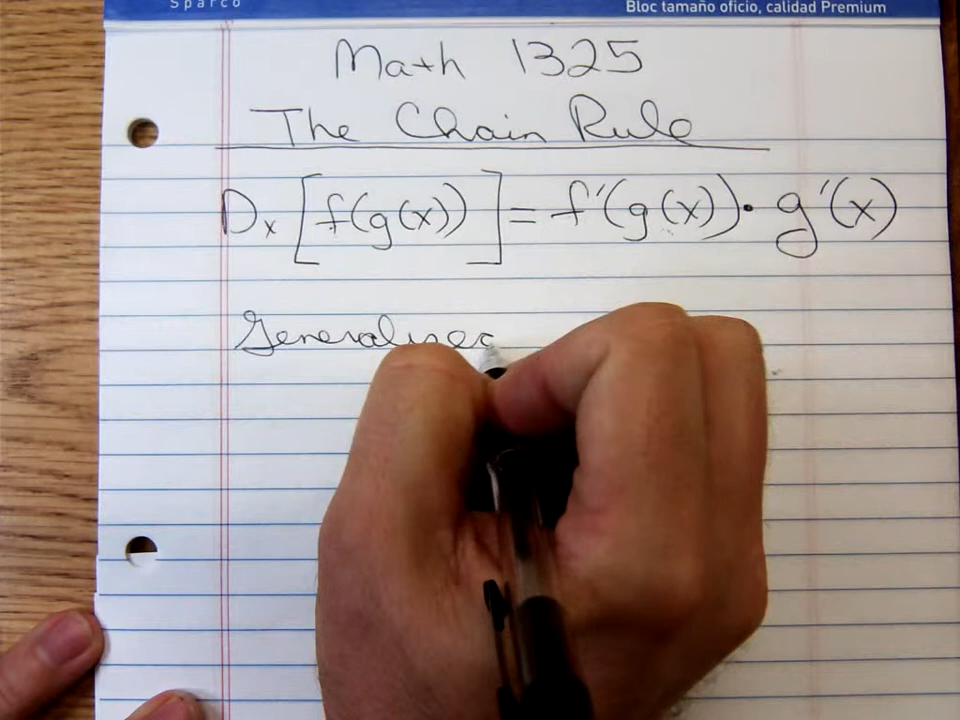 Sparco
Bloc tamaño oficio, calidad Premium
Math 1325
The Chain Rule
Dₓ [f(g(x))] = f'(g(x)) · g'(x)